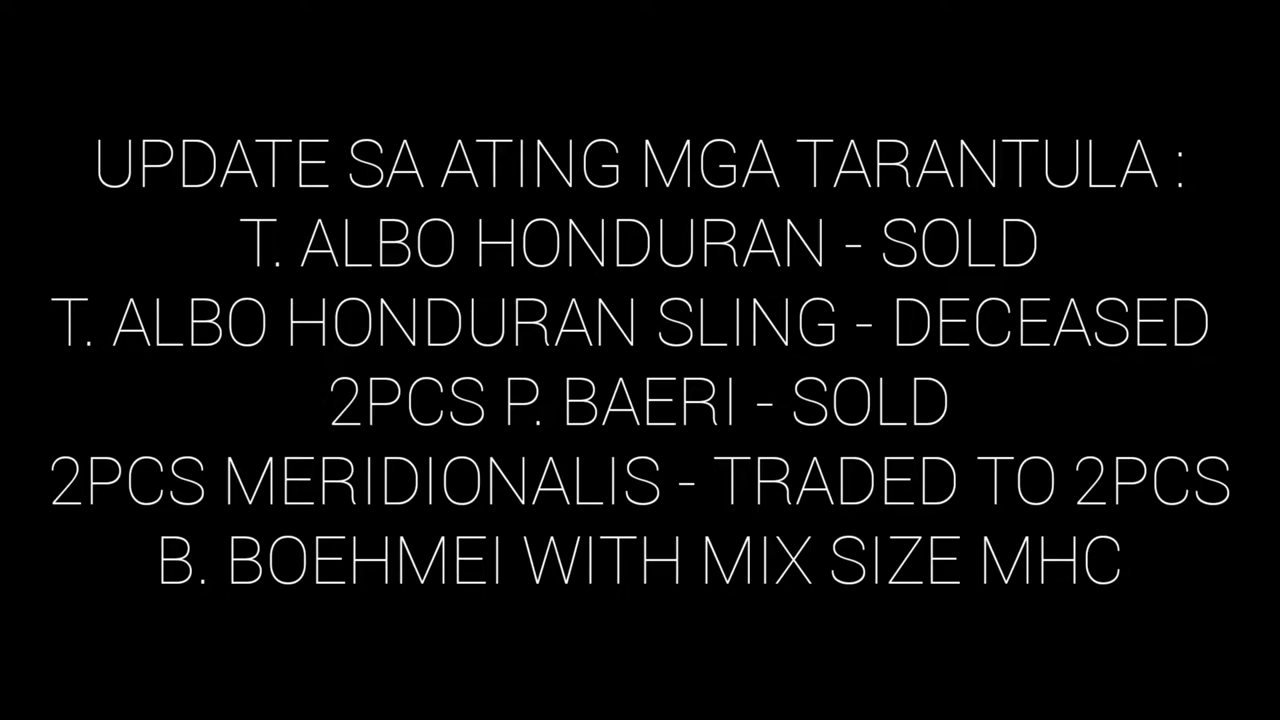 UPDATE SA ATING MGA TARANTULA :
T. ALBO HONDURAN - SOLD
T. ALBO HONDURAN SLING - DECEASED
2PCS P. BAERI - SOLD
2PCS MERIDIONALIS - TRADED TO 2PCS
B. BOEHMEI WITH MIX SIZE MHC